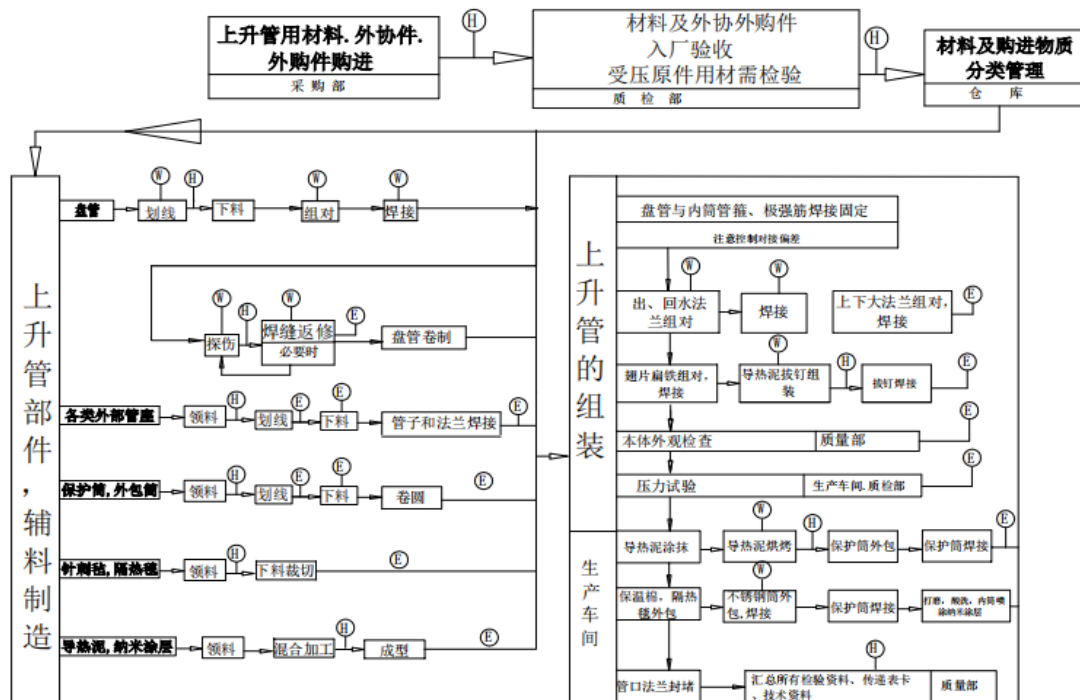 上升管用材料.外协件.
外购件购进
采购部
H
材料及外协外购件
入厂验收
受压原件用材需检验
质检部
H
材料及购进物质
分类管理
仓库
上升管部件，辅料制造
盘管
W
划线
H
下料
W
组对
W
焊接
W
探伤
H
W
焊缝返修
必要时
E
盘管卷制
各类外部管座
领料
H
划线
E
下料
E
管子和法兰焊接
E
保护筒,外包筒
领料
H
划线
E
下料
E
卷圆
E
针刺毡,隔热毯
领料
H
下料裁切
E
导热泥,纳米涂层
领料
混合加工
H
成型
E
上升管的组装
生产车间
盘管与内筒管箍、极强筋焊接固定
注意控制对接偏差
W
出、回水法
兰组对
W
焊接
上下大法兰组对,
焊接
E
翅片扁铁组对,
焊接
W
导热泥拔钉组
装
H
拔钉焊接
E
本体外观检查
质量部
E
压力试验
生产车间.质检部
E
导热泥涂抹
W
导热泥烘烤
H
保护筒外包
保护筒焊接
E
保温棉，隔热
毯外包
W
不锈钢筒外
包,焊接
保护筒焊接
打磨，酸洗，内筒喷
涂纳米涂层
管口法兰封堵
H
汇总所有检验资料、传递表卡
、技术资料
质量部